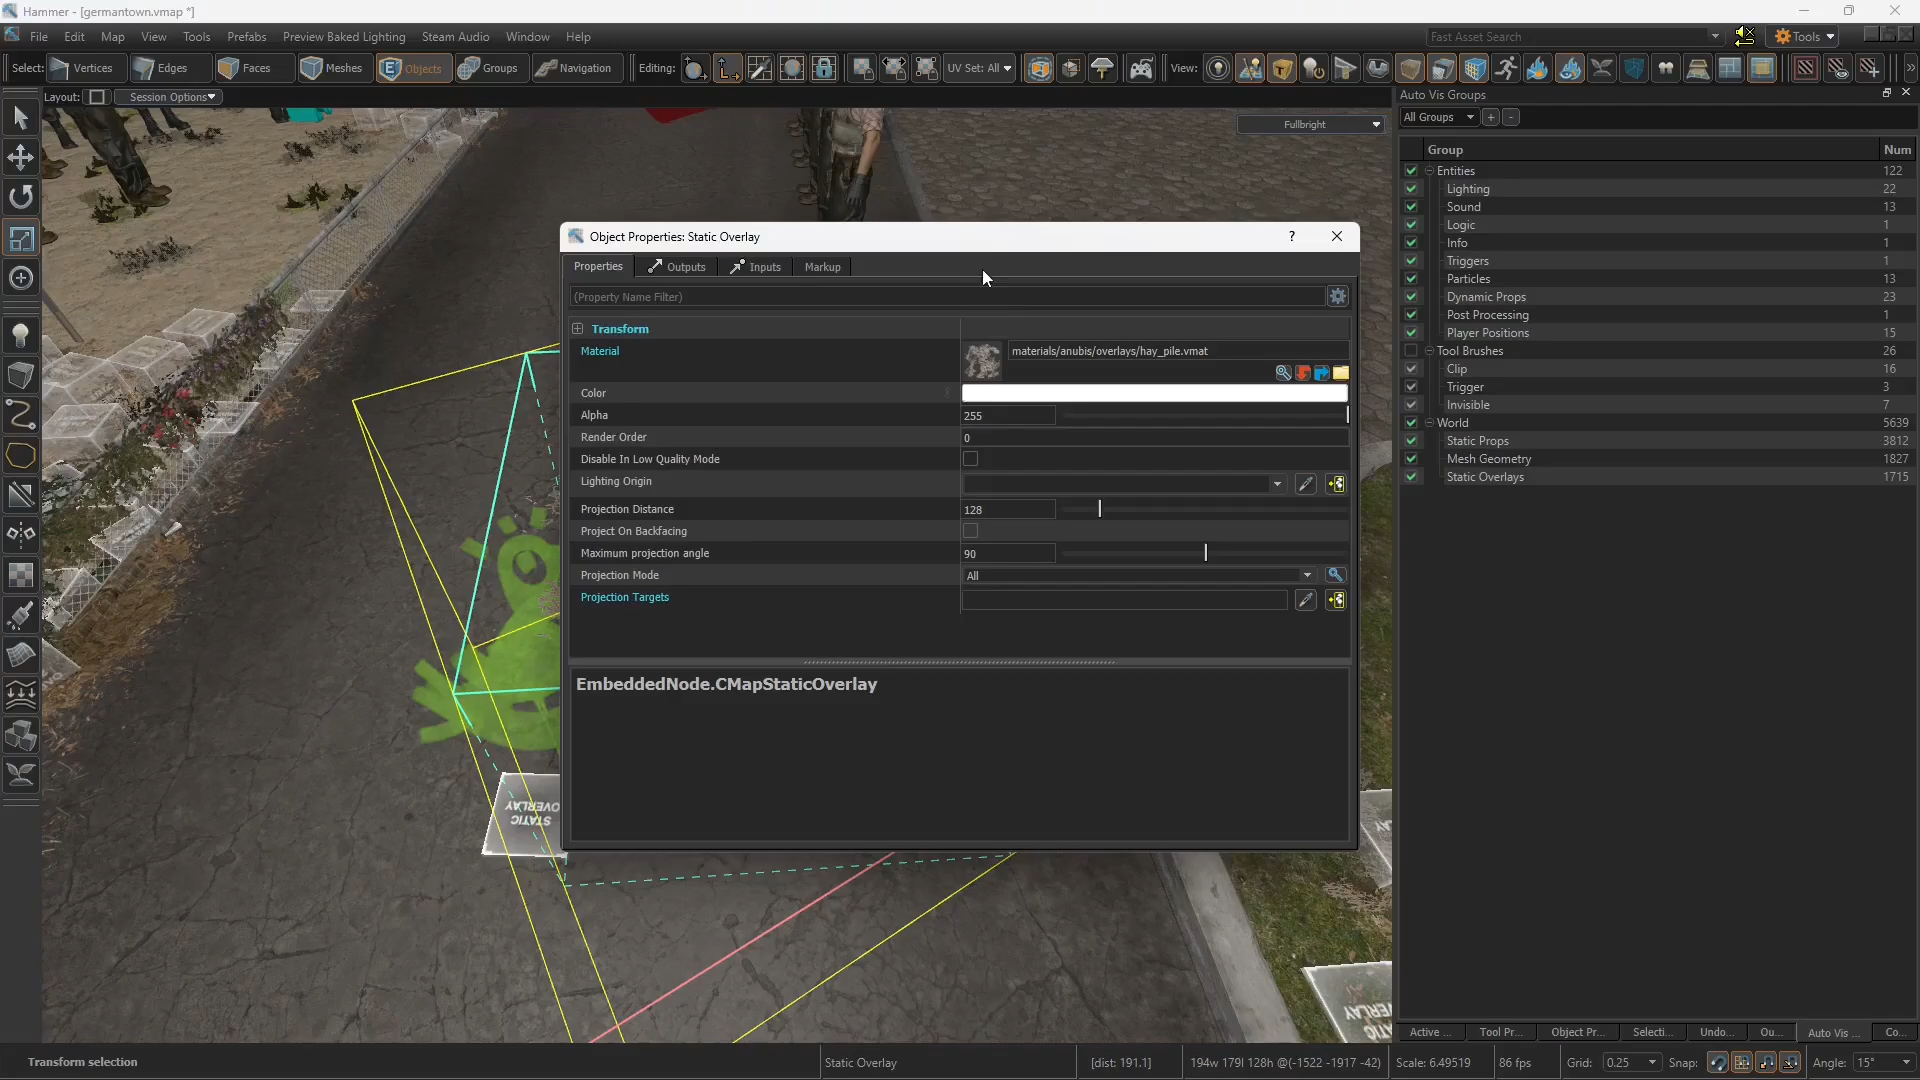 Hammer - [germantown.vmap *]
File Edit Map View Tools Prefabs Preview Baked Lighting Steam Audio Window Help
Fast Asset Search
Tools
Select: Vertices Edges Faces Meshes Objects Groups Navigation Editing: UV Set: All View:
Layout: Session Options
Auto Vis Groups
Fullbright
All Groups + -
Group Num
Entities 122
Lighting 22
Sound 13
Logic 1
Info 1
Triggers 1
Particles 13
Dynamic Props 23
Post Processing 1
Player Positions 15
Tool Brushes 26
Clip 16
Trigger 3
Invisible 7
World 5639
Static Props 3812
Mesh Geometry 1827
Static Overlays 1715
Object Properties: Static Overlay ?
Properties Outputs Inputs Markup
(Property Name Filter)
Transform
Material materials/anubis/overlays/hay_pile.vmat
Color
Alpha 255
Render Order 0
Disable In Low Quality Mode
Lighting Origin
Projection Distance 128
Project On Backfacing
Maximum projection angle 90
Projection Mode All
Projection Targets
EmbeddedNode.CMapStaticOverlay
STATIC
OVERLAY
Active ... Tool Pr... Object Pr... Selecti... Undo... Ou... Auto Vis ... Co...
Transform selection Static Overlay [dist: 191.1] 194w 179l 128h @(-1522 -1917 -42) Scale: 6.49519 86 fps Grid: 0.25 Snap: Angle: 15°